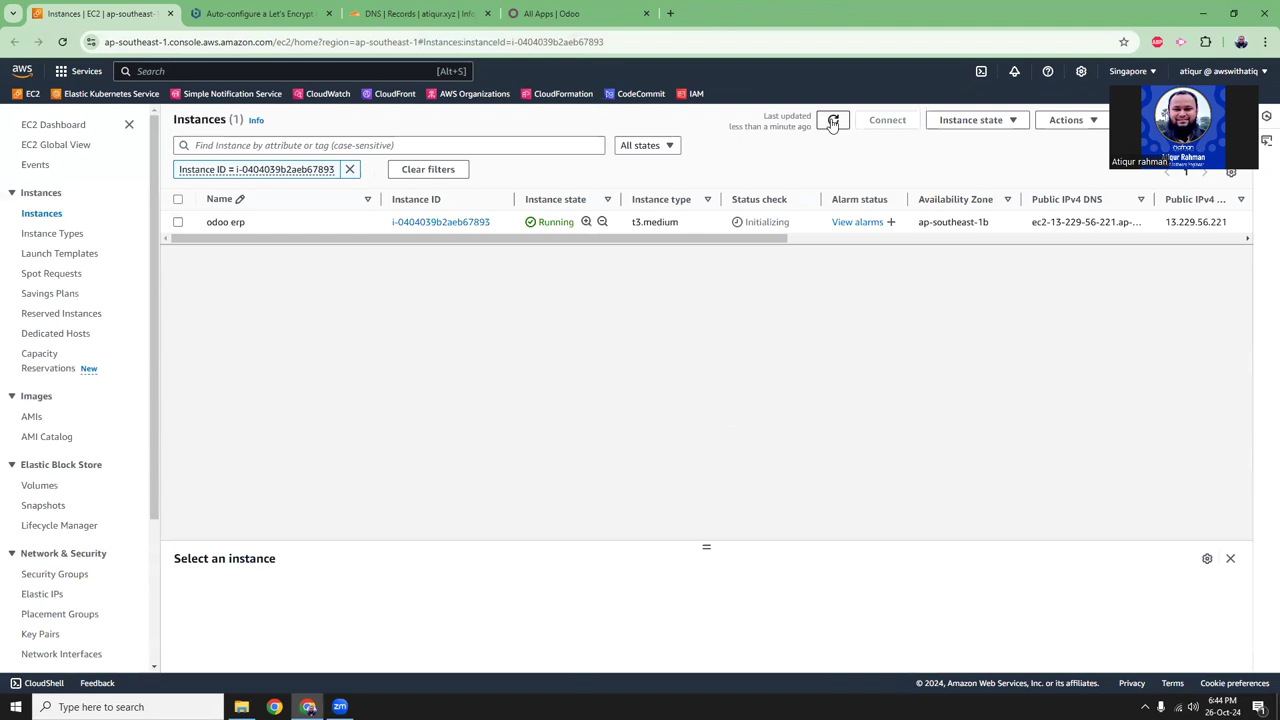 Instances | EC2 | ap-southeast-1
Auto-configure a Let's Encrypt
DNS | Records | atiqur.xyz | Info
All Apps | Odoo
ap-southeast-1.console.aws.amazon.com/ec2/home?region=ap-southeast-1#Instances:instanceId=i-0404039b2aeb67893
aws
Services
Search
[Alt+S]
Singapore
atiqur @ awswithatiq
EC2
Elastic Kubernetes Service
Simple Notification Service
CloudWatch
CloudFront
AWS Organizations
CloudFormation
CodeCommit
IAM
EC2 Dashboard
EC2 Global View
Events
Instances
Instances
Instance Types
Launch Templates
Spot Requests
Savings Plans
Reserved Instances
Dedicated Hosts
Capacity
Reservations New
Images
AMIs
AMI Catalog
Elastic Block Store
Volumes
Snapshots
Lifecycle Manager
Network & Security
Security Groups
Elastic IPs
Placement Groups
Key Pairs
Network Interfaces
Instances (1) Info
Last updated
less than a minute ago
Connect
Instance state
Actions
Find Instance by attribute or tag (case-sensitive)
All states
Instance ID = i-0404039b2aeb67893
Clear filters
1
Name
Instance ID
Instance state
Instance type
Status check
Alarm status
Availability Zone
Public IPv4 DNS
Public IPv4 ...
odoo erp
i-0404039b2aeb67893
Running
t3.medium
Initializing
View alarms
ap-southeast-1b
ec2-13-229-56-221.ap-...
13.229.56.221
Atiqur Rahman
Atiqur rahman
Select an instance
CloudShell
Feedback
© 2024, Amazon Web Services, Inc. or its affiliates.
Privacy
Terms
Cookie preferences
Type here to search
zm
6:44 PM
26-Oct-24